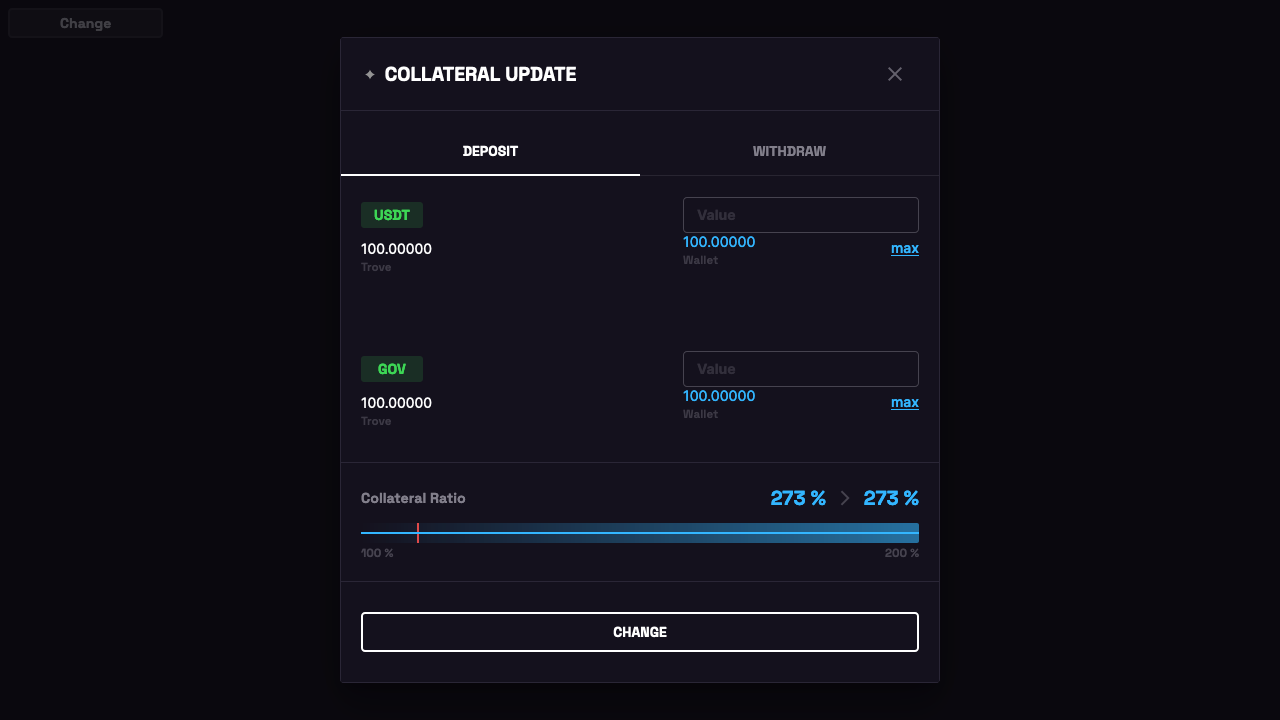 Change
COLLATERAL UPDATE
DEPOSIT
WITHDRAW
USDT
Value
100.00000
100.00000
max
Trove
Wallet
GOV
Value
100.00000
100.00000
max
Trove
Wallet
Collateral Ratio
273 %
273 %
100 %
200 %
CHANGE